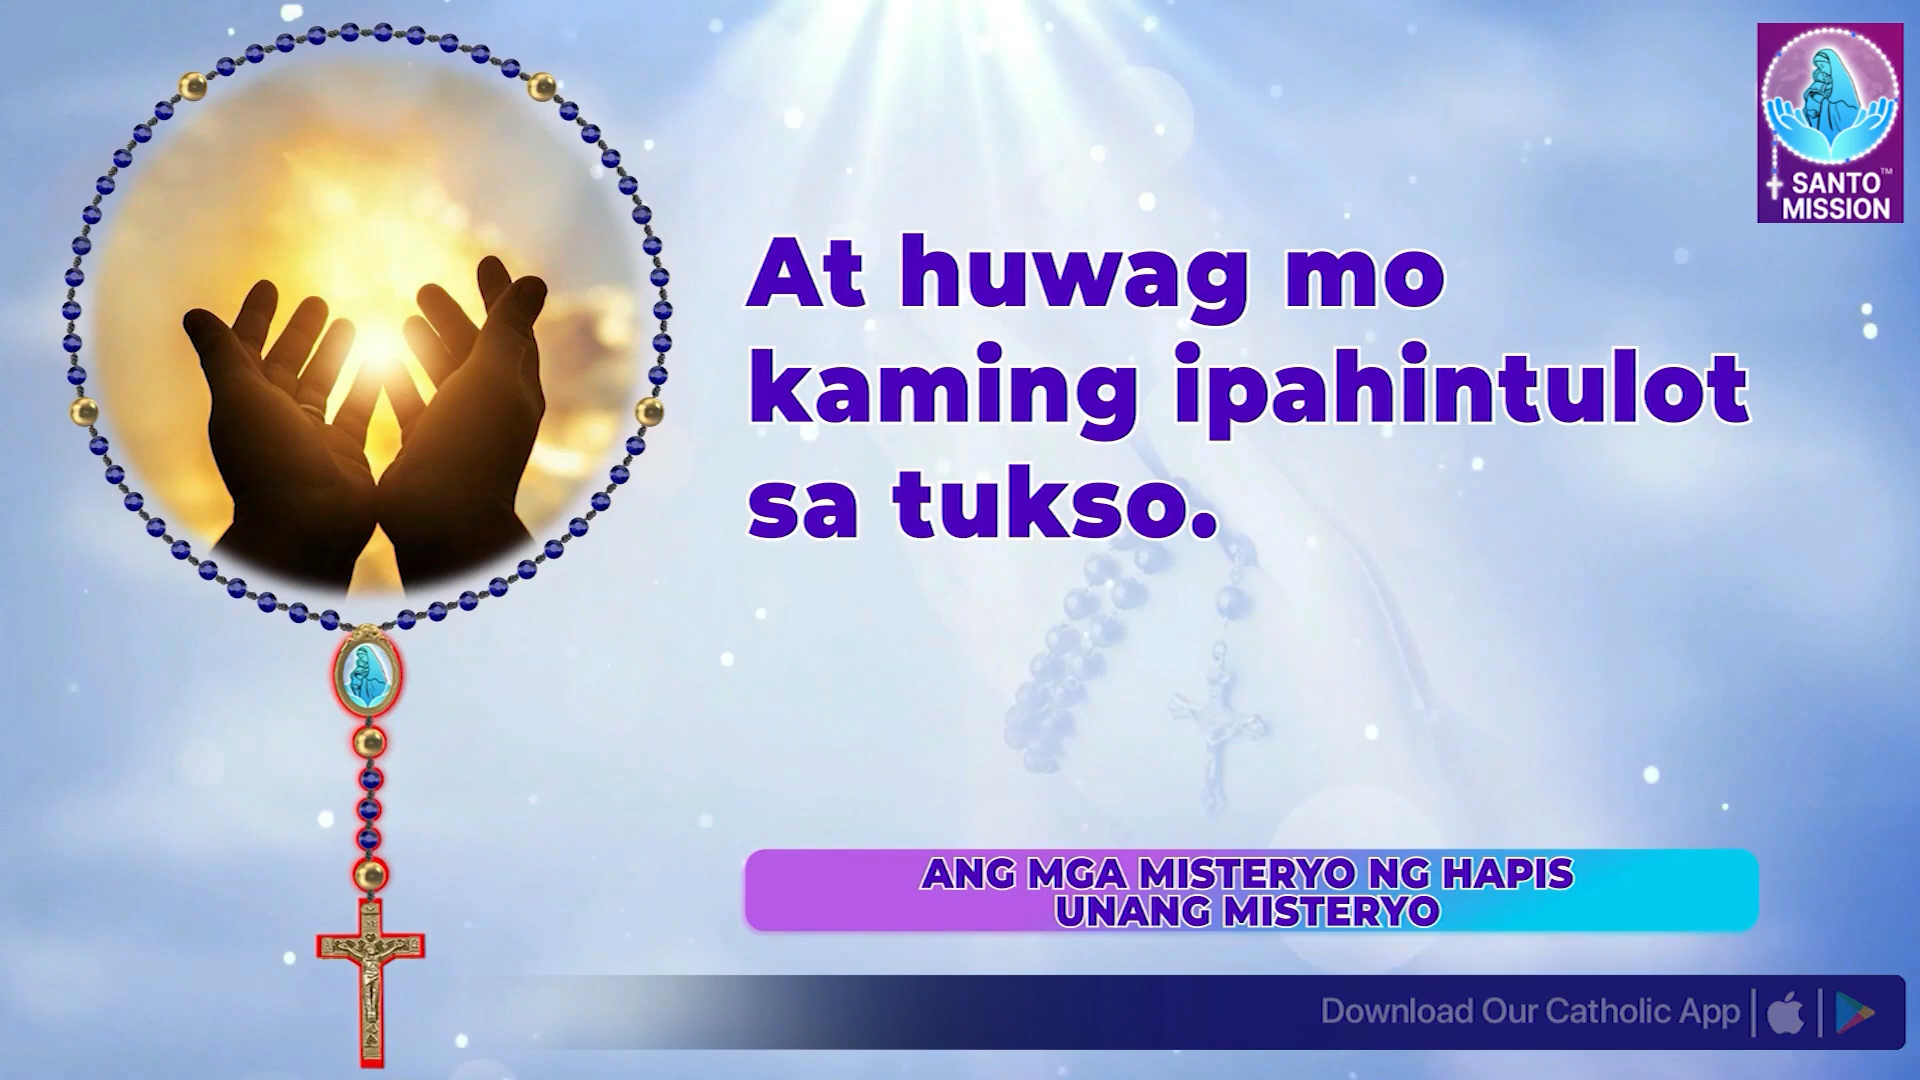 SANTO™
MISSION
At huwag mo
kaming ipahintulot
sa tukso.
ANG MGA MISTERYO NG HAPIS
UNANG MISTERYO
Download Our Catholic App